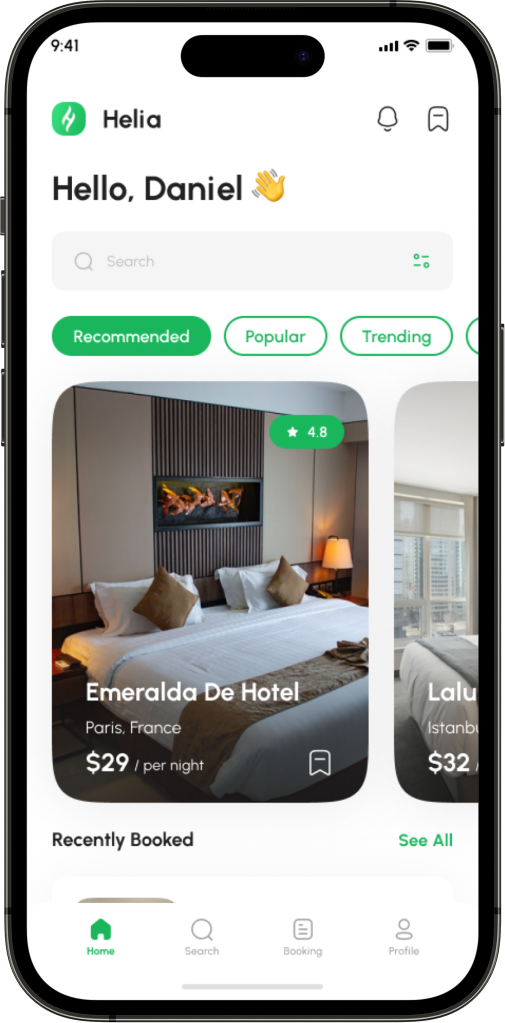 9:41
Helia
Hello, Daniel 👋
Search
Recommended
Popular
Trending
4.8
Emeralda De Hotel
Paris, France
$29 / per night
Lalu
Istanbu
$32 /
Recently Booked
See All
Home
Search
Booking
Profile